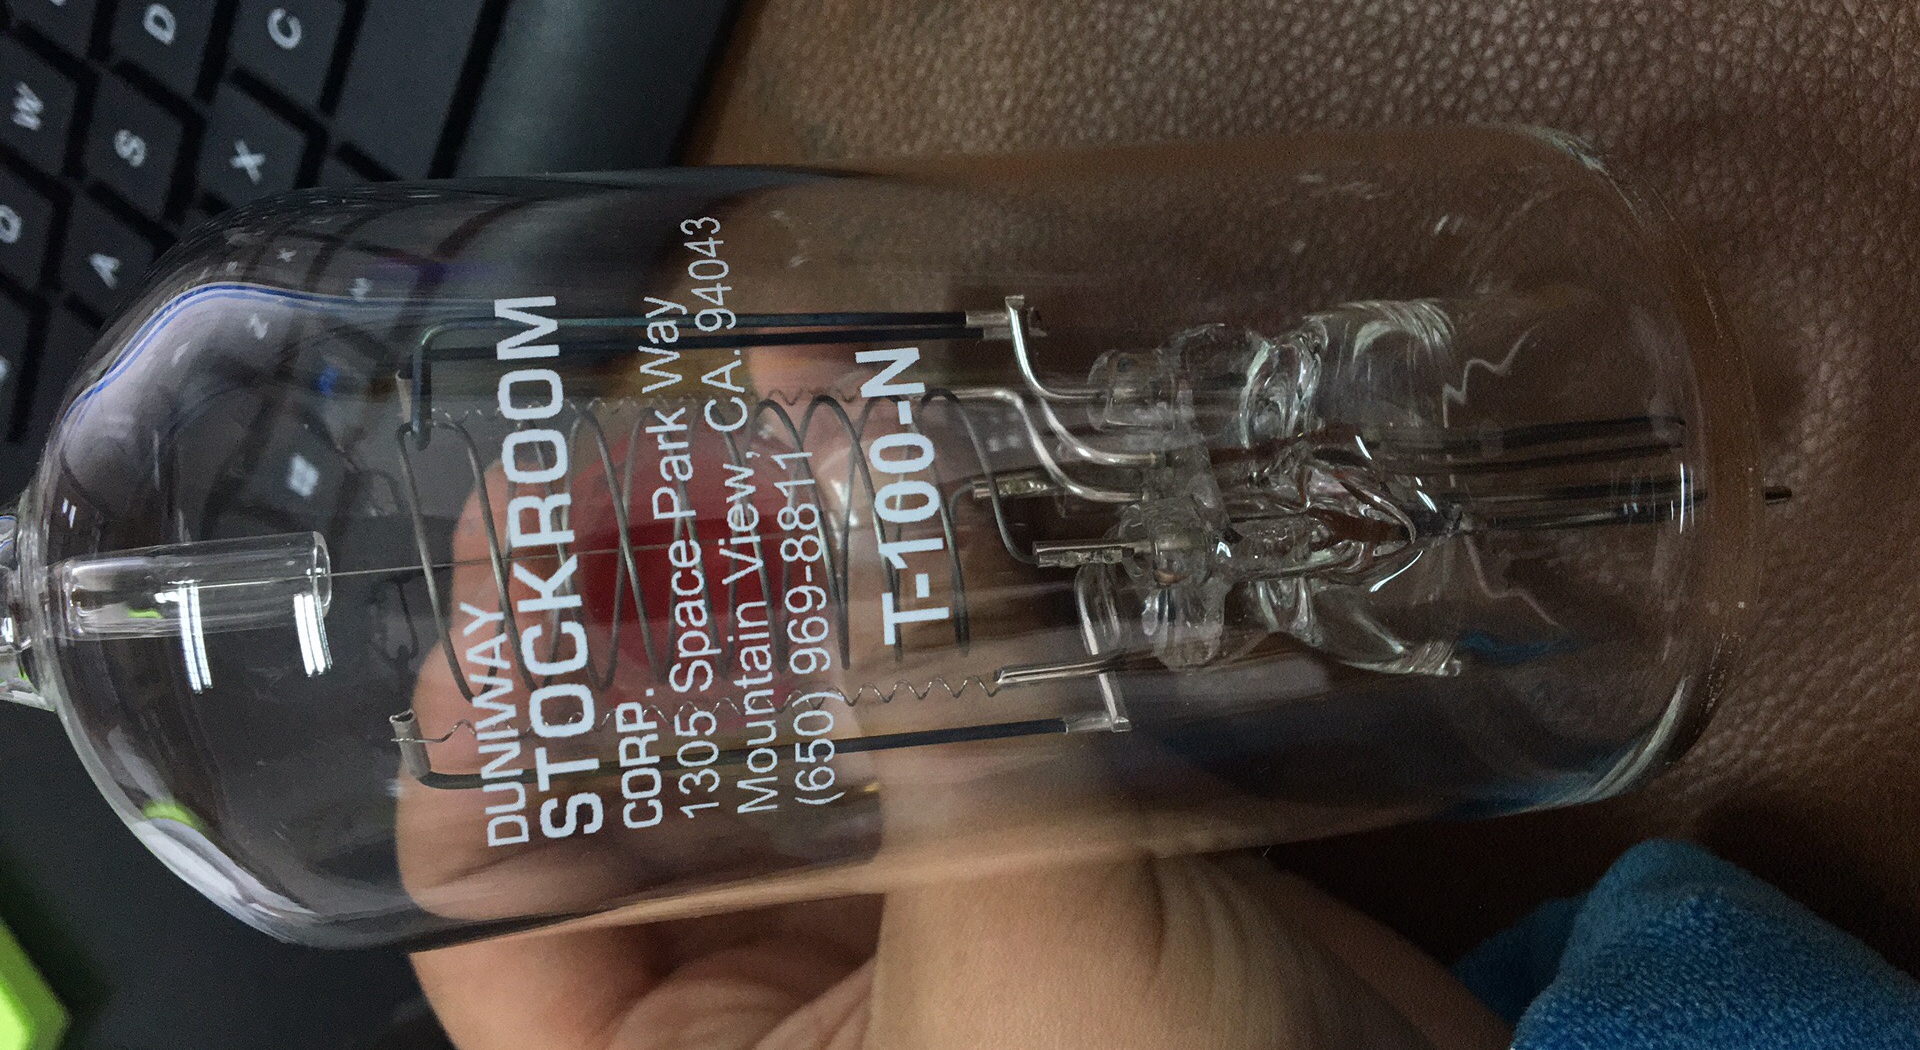 DUNIWAY
STOCKROOM
CORP.
1305 Space Park Way
Mountain View, CA. 94043
(650) 969-8811
T-100-N
W
D
C
S
X
A